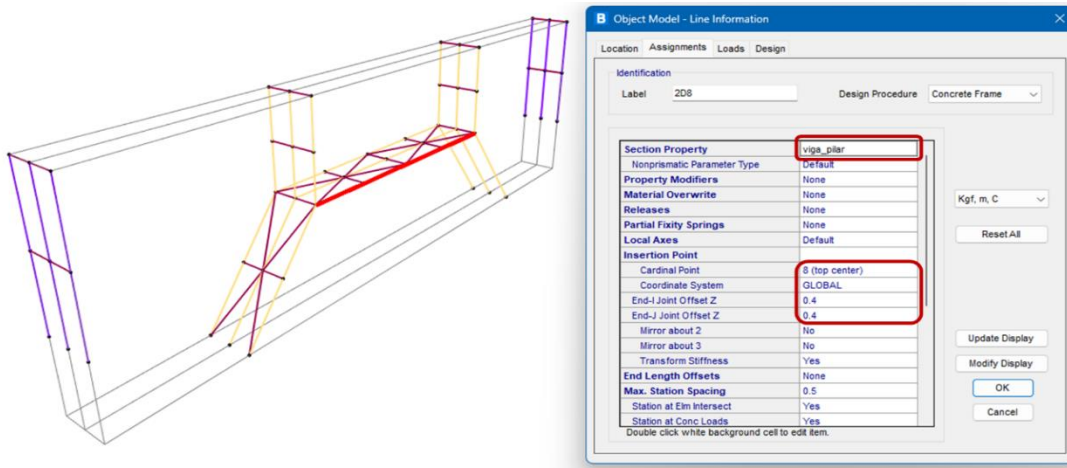 B Object Model - Line Information
Location Assignments Loads Design
Identification
Label 2D8 Design Procedure Concrete Frame
Section Property viga_pilar
Nonprismatic Parameter Type Default
Property Modifiers None
Material Overwrite None
Releases None
Partial Fixity Springs None
Local Axes Default
Insertion Point
Cardinal Point 8 (top center)
Coordinate System GLOBAL
End-I Joint Offset Z 0.4
End-J Joint Offset Z 0.4
Mirror about 2 No
Mirror about 3 No
Transform Stiffness Yes
End Length Offsets None
Max. Station Spacing 0.5
Station at Elm Intersect Yes
Station at Conc Loads Yes
Double click white background cell to edit item.
Kgf, m, C
Reset All
Update Display
Modify Display
OK
Cancel